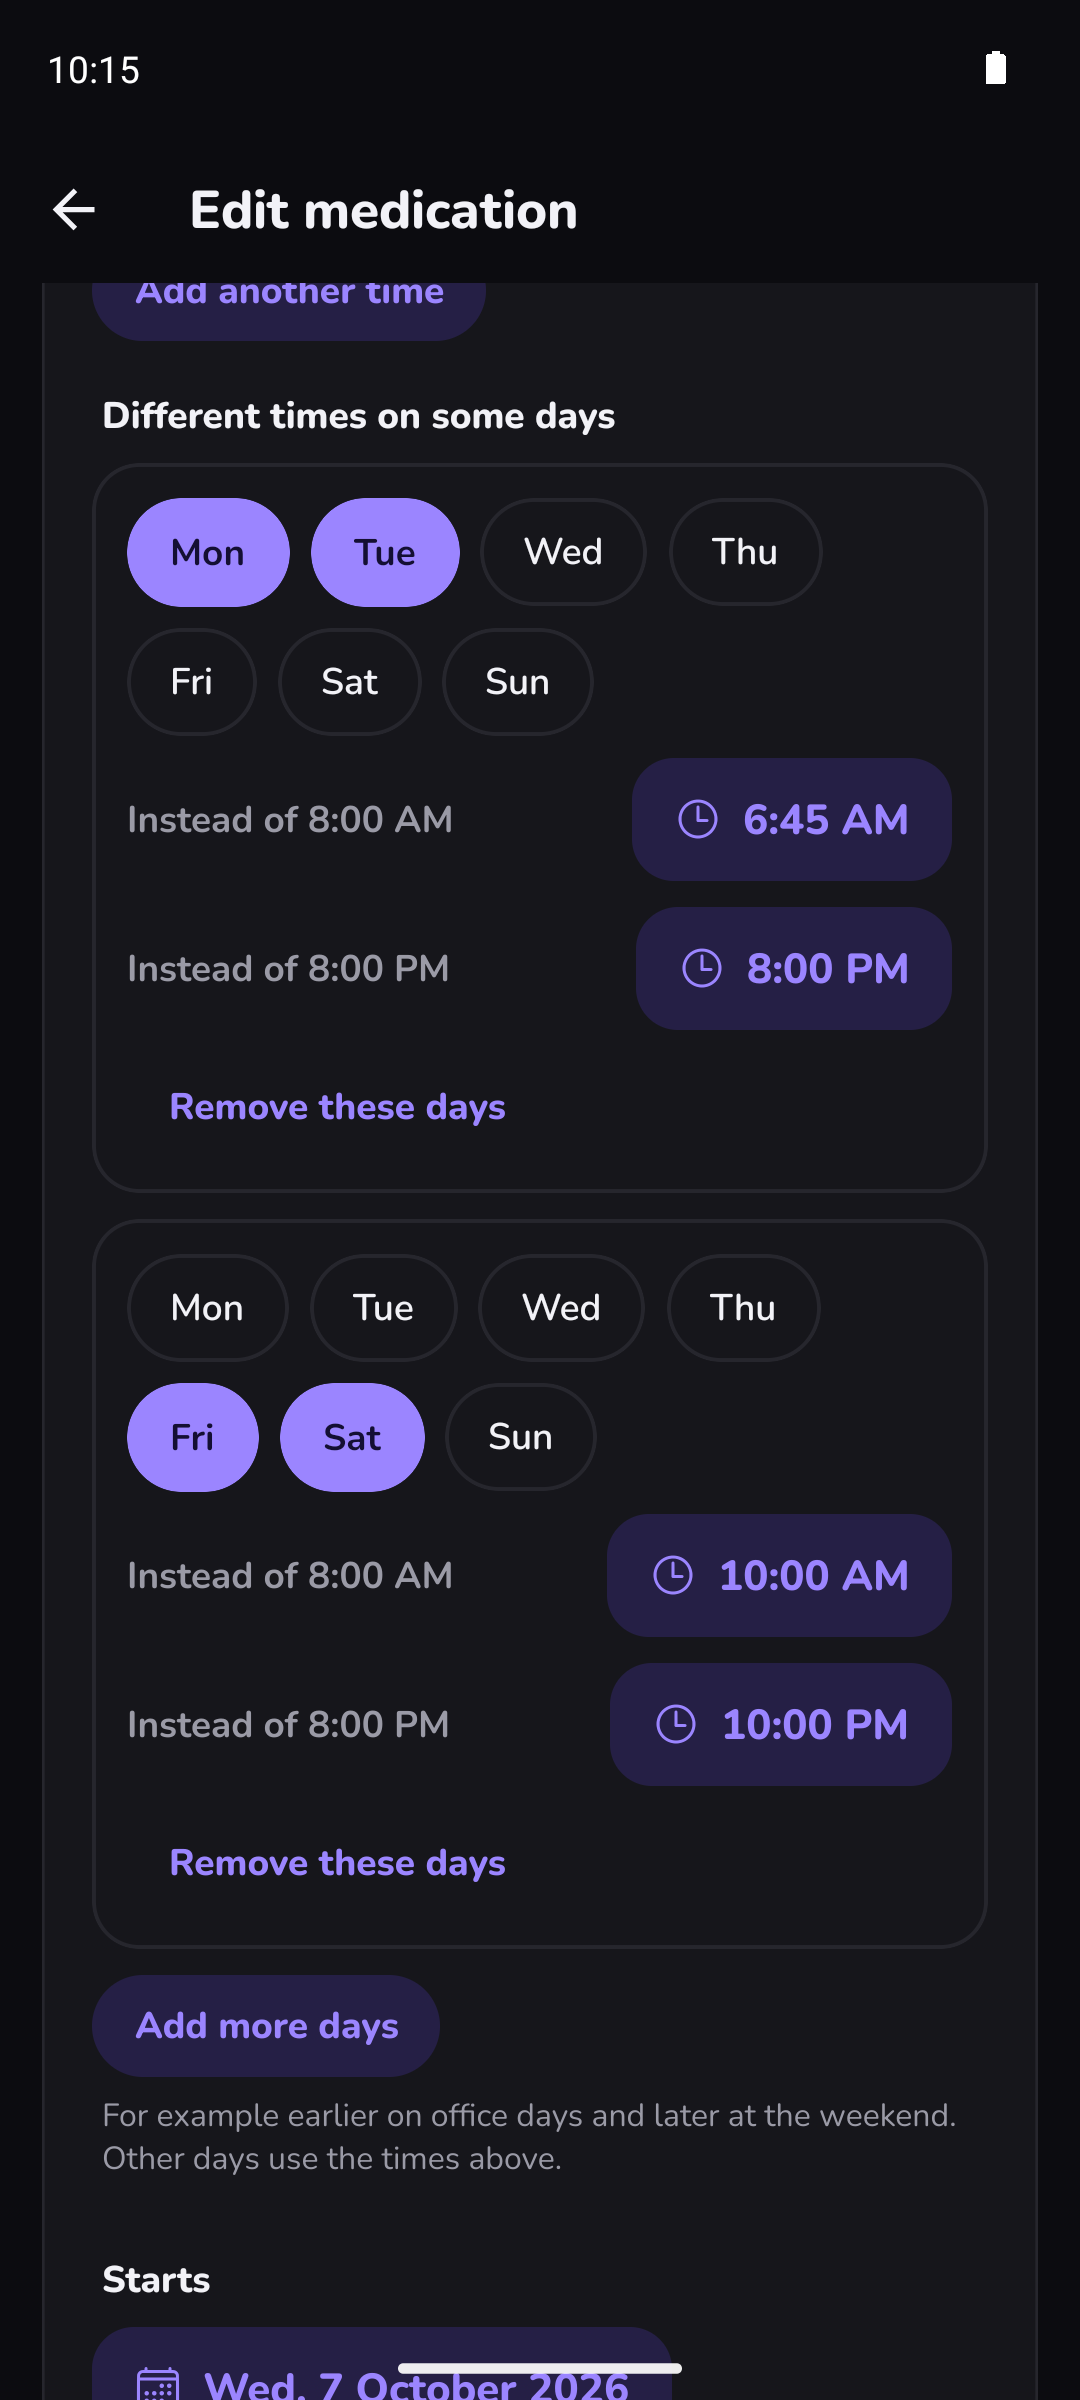 10:15
Edit medication
Add another time
Different times on some days
Mon Tue Wed Thu
Fri Sat Sun
Instead of 8:00 AM 6:45 AM
Instead of 8:00 PM 8:00 PM
Remove these days
Mon Tue Wed Thu
Fri Sat Sun
Instead of 8:00 AM 10:00 AM
Instead of 8:00 PM 10:00 PM
Remove these days
Add more days
For example earlier on office days and later at the weekend.
Other days use the times above.
Starts
Wed, 7 October 2026